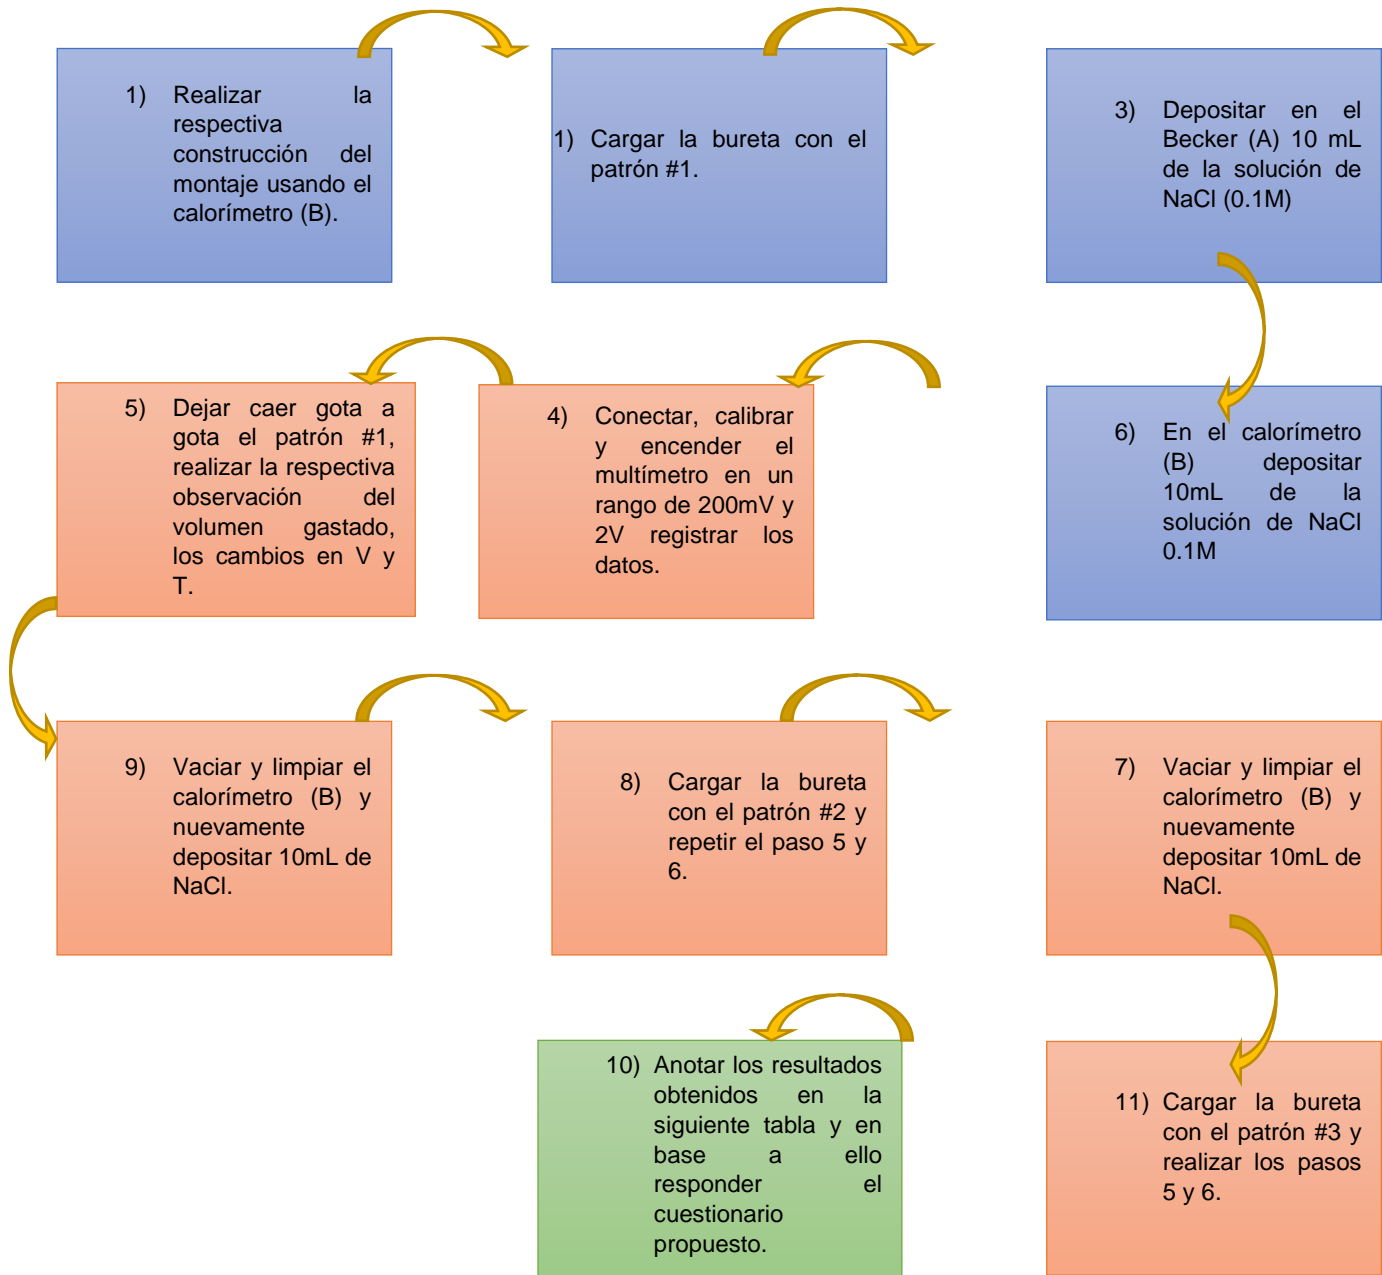 1) Realizar la
respectiva
construcción del
montaje usando el
calorímetro (B).
1) Cargar la bureta con el
patrón #1.
3) Depositar en el
Becker (A) 10 mL
de la solución de
NaCl (0.1M)
6) En el calorímetro
(B) depositar
10mL de la
solución de NaCl
0.1M
4) Conectar, calibrar
y encender el
multímetro en un
rango de 200mV y
2V registrar los
datos.
5) Dejar caer gota a
gota el patrón #1,
realizar la respectiva
observación del
volumen gastado,
los cambios en V y
T.
9) Vaciar y limpiar el
calorímetro (B) y
nuevamente
depositar 10mL de
NaCl.
8) Cargar la bureta
con el patrón #2 y
repetir el paso 5 y
6.
7) Vaciar y limpiar el
calorímetro (B) y
nuevamente
depositar 10mL de
NaCl.
11) Cargar la bureta
con el patrón #3 y
realizar los pasos
5 y 6.
10) Anotar los resultados
obtenidos en la
siguiente tabla y en
base a ello
responder el
cuestionario
propuesto.